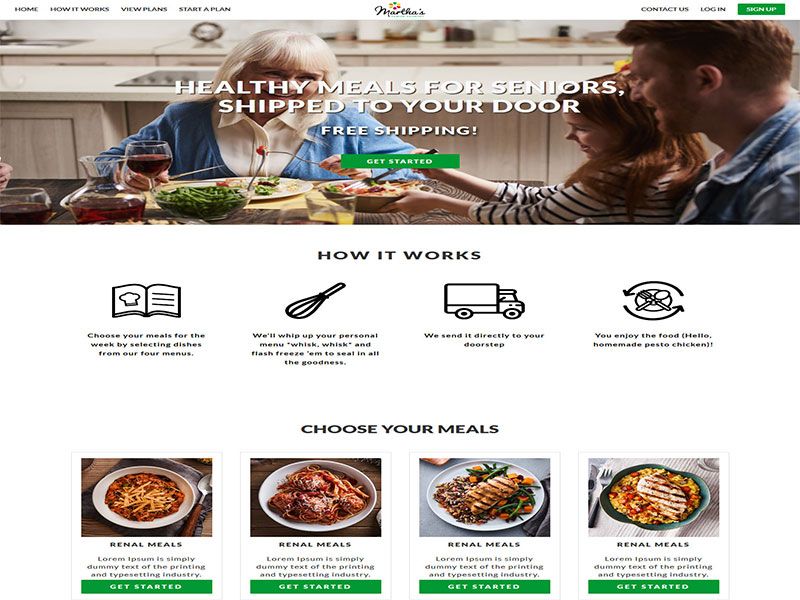 HOME HOW IT WORKS VIEW PLANS START A PLAN
Martha's
CONTACT US LOG IN SIGN UP
HEALTHY MEALS FOR SENIORS,
SHIPPED TO YOUR DOOR
FREE SHIPPING!
GET STARTED
HOW IT WORKS
Choose your meals for the
week by selecting dishes
from our four menus.
We'll whip up your personal
menu "whisk, whisk" and
flash freeze 'em to seal in all
the goodness.
We send it directly to your
doorstep
You enjoy the food (Hello,
homemade pesto chicken)!
CHOOSE YOUR MEALS
RENAL MEALS
Lorem Ipsum is simply
dummy text of the printing
and typesetting industry.
GET STARTED
RENAL MEALS
Lorem Ipsum is simply
dummy text of the printing
and typesetting industry.
GET STARTED
RENAL MEALS
Lorem Ipsum is simply
dummy text of the printing
and typesetting industry.
GET STARTED
RENAL MEALS
Lorem Ipsum is simply
dummy text of the printing
and typesetting industry.
GET STARTED